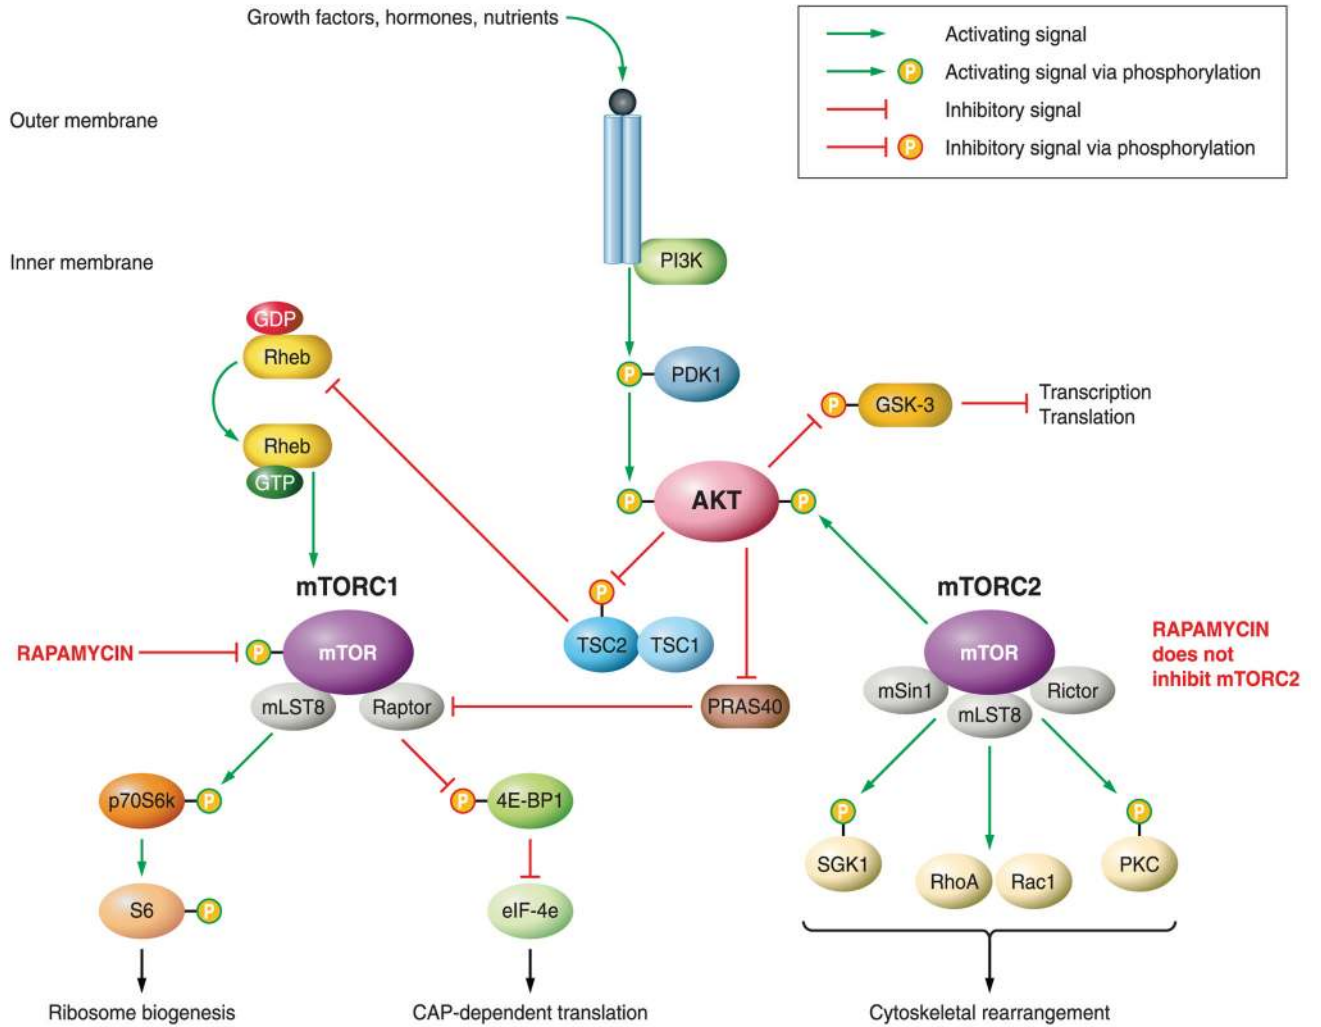 Growth factors, hormones, nutrients
Activating signal
P Activating signal via phosphorylation
Inhibitory signal
P Inhibitory signal via phosphorylation
Outer membrane
Inner membrane
PI3K
GDP
Rheb
P PDK1
Rheb
GTP
P GSK-3
Transcription
Translation
P AKT P
mTORC1
mTORC2
P
TSC2 TSC1
RAPAMYCIN
P mTOR
mLST8 Raptor
PRAS40
mTOR
mSin1 mLST8 Rictor
RAPAMYCIN
does not
inhibit mTORC2
p70S6k P
P 4E-BP1
P
SGK1
RhoA Rac1
P
PKC
S6 P
eIF-4e
Ribosome biogenesis
CAP-dependent translation
Cytoskeletal rearrangement